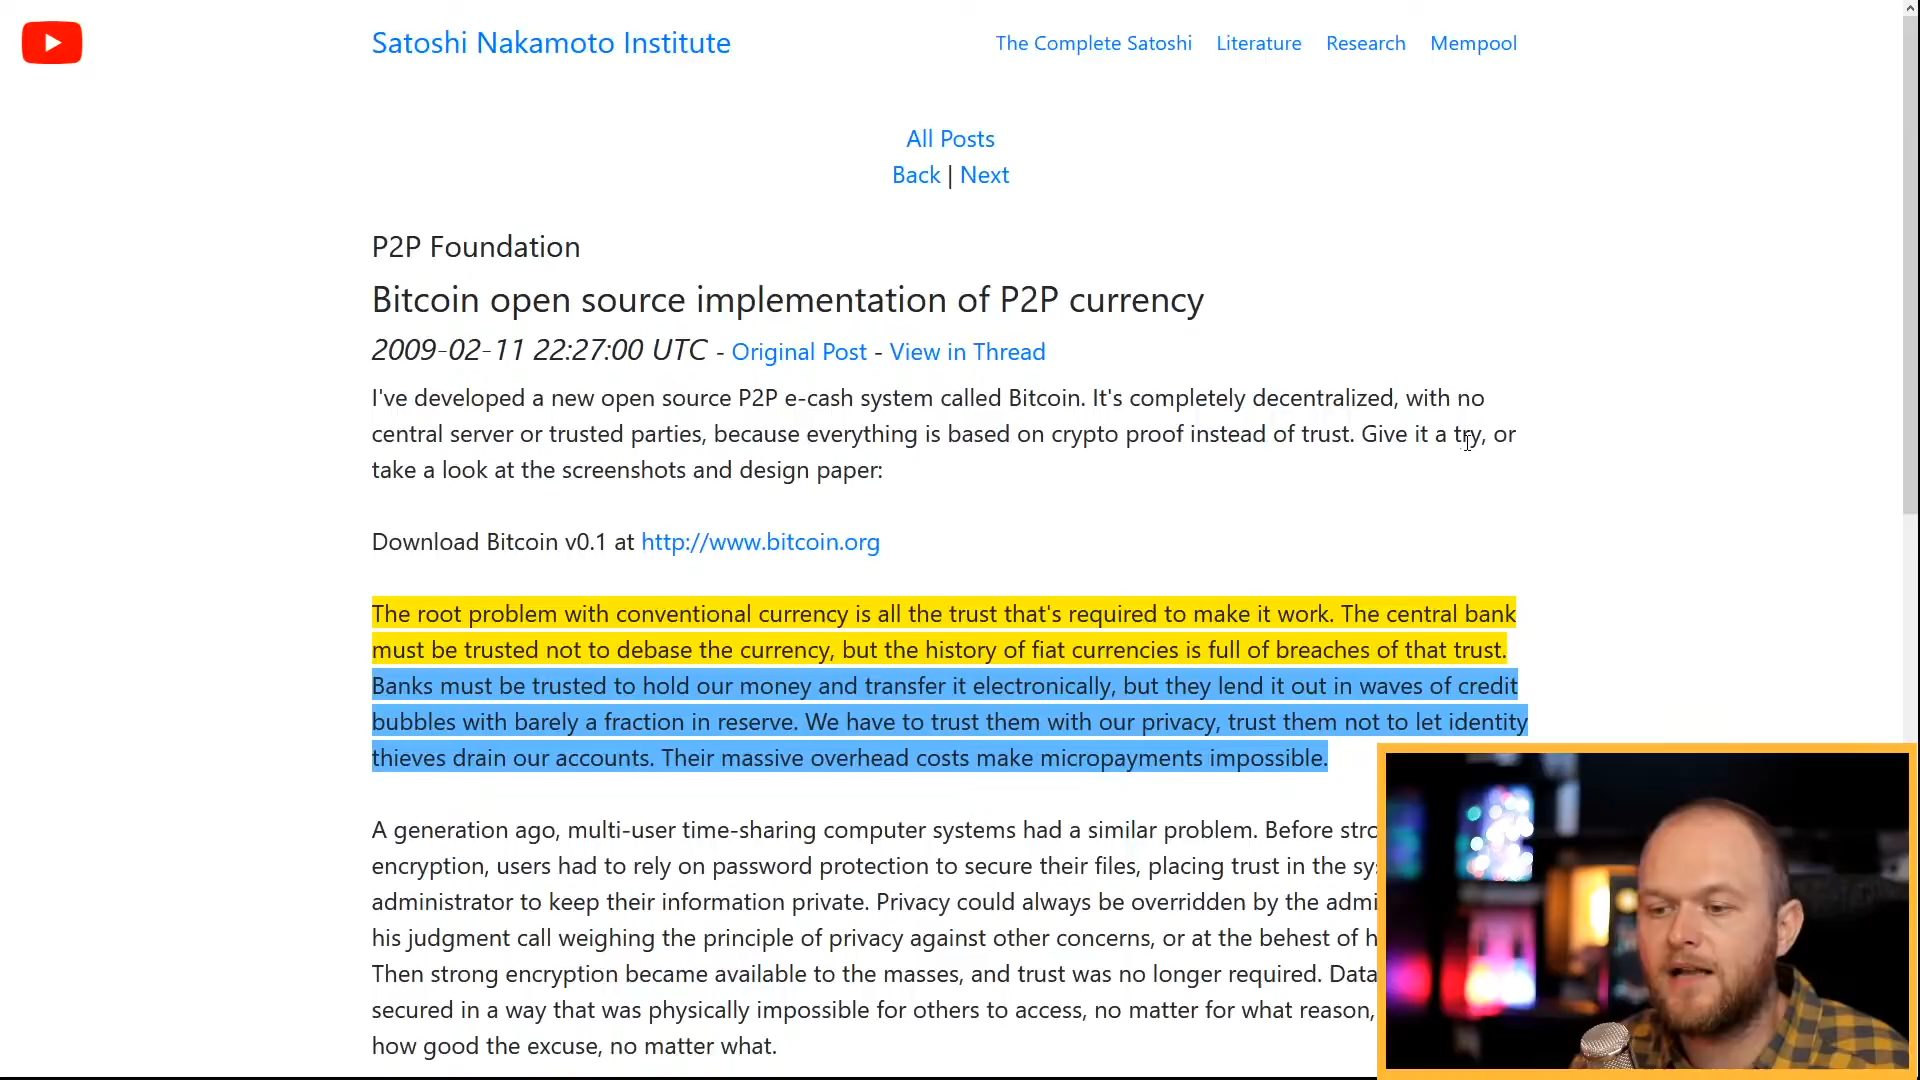 Satoshi Nakamoto Institute
The Complete Satoshi Literature Research Mempool
All Posts
Back | Next
P2P Foundation
Bitcoin open source implementation of P2P currency
2009-02-11 22:27:00 UTC - Original Post - View in Thread
I've developed a new open source P2P e-cash system called Bitcoin. It's completely decentralized, with no
central server or trusted parties, because everything is based on crypto proof instead of trust. Give it a try, or
take a look at the screenshots and design paper:
Download Bitcoin v0.1 at http://www.bitcoin.org
The root problem with conventional currency is all the trust that's required to make it work. The central bank
must be trusted not to debase the currency, but the history of fiat currencies is full of breaches of that trust.
Banks must be trusted to hold our money and transfer it electronically, but they lend it out in waves of credit
bubbles with barely a fraction in reserve. We have to trust them with our privacy, trust them not to let identity
thieves drain our accounts. Their massive overhead costs make micropayments impossible.
A generation ago, multi-user time-sharing computer systems had a similar problem. Before
encryption, users had to rely on password protection to secure their files, placing trust in the
administrator to keep their information private. Privacy could always be overridden by the
his judgment call weighing the principle of privacy against other concerns, or at the behest of
Then strong encryption became available to the masses, and trust was no longer required. Data
secured in a way that was physically impossible for others to access, no matter for what reason,
how good the excuse, no matter what.